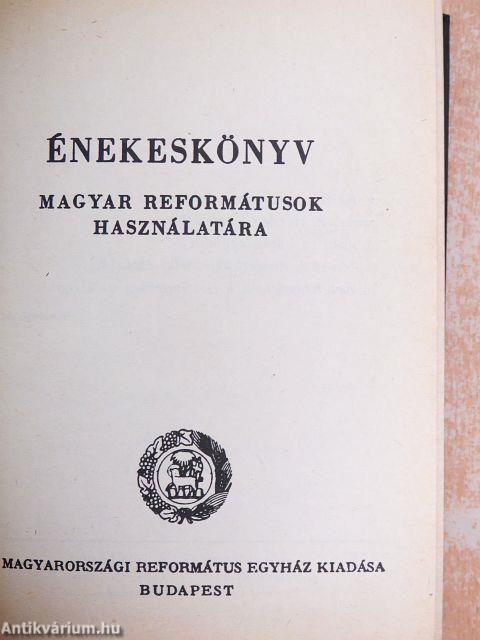 ÉNEKESKÖNYV
MAGYAR REFORMÁTUSOK
HASZNÁLATÁRA
MAGYARORSZÁGI REFORMÁTUS EGYHÁZ KIADÁSA
BUDAPEST
Antikvárium.hu